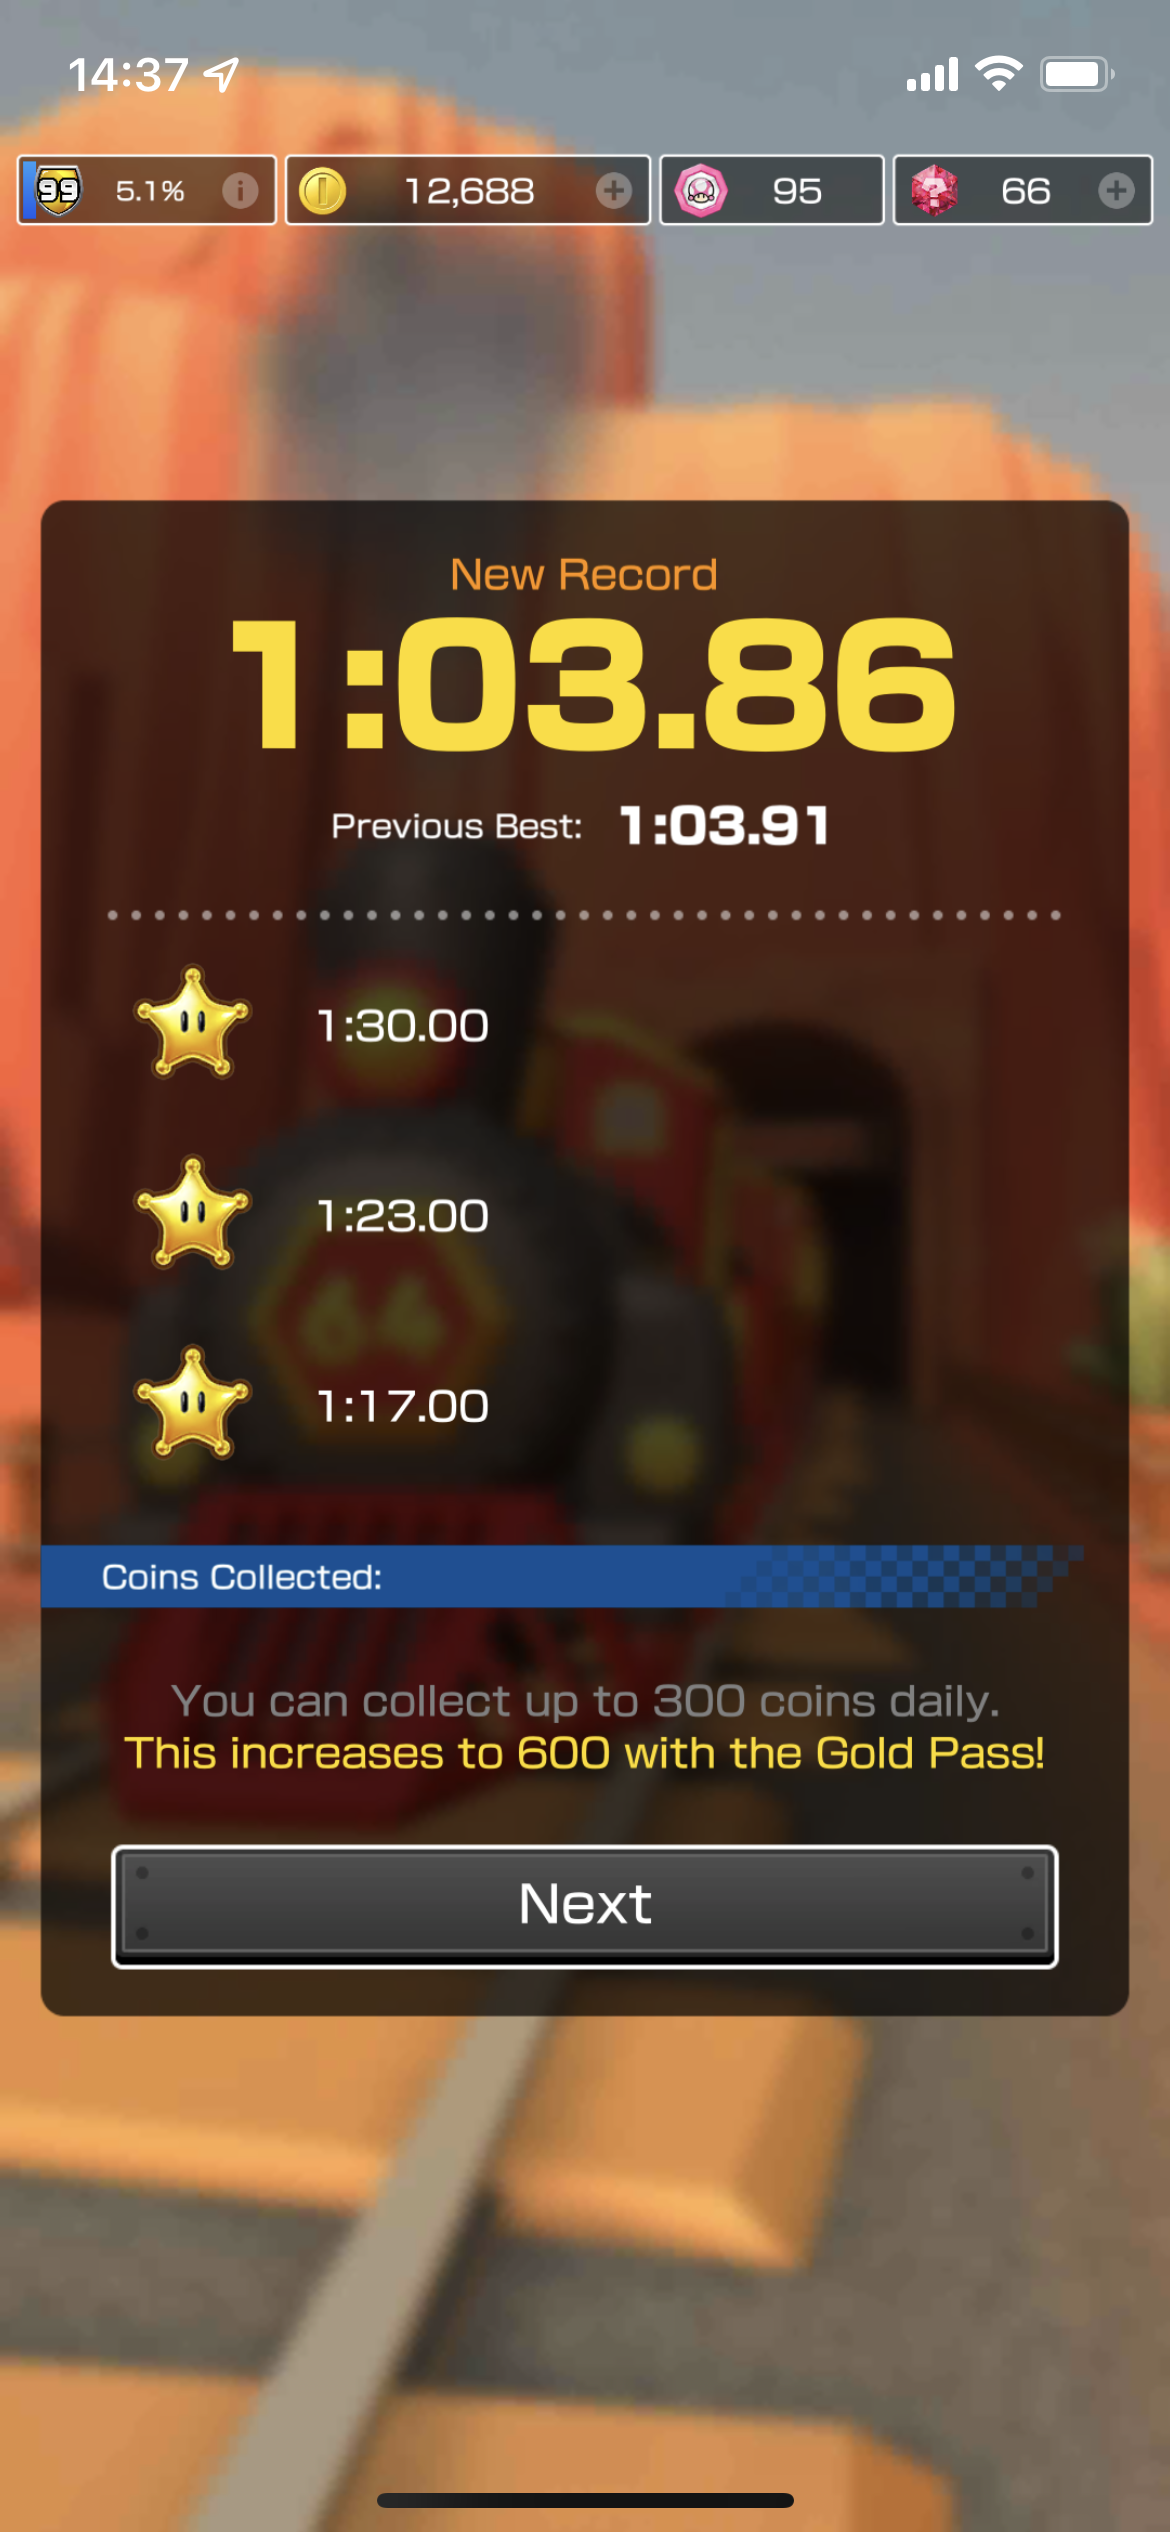 14:37
99 5.1% i 12,688 + 95 ? 66 +
New Record
1:03.86
Previous Best: 1:03.91
1:30.00
1:23.00
1:17.00
64
Coins Collected:
You can collect up to 300 coins daily.
This increases to 600 with the Gold Pass!
Next